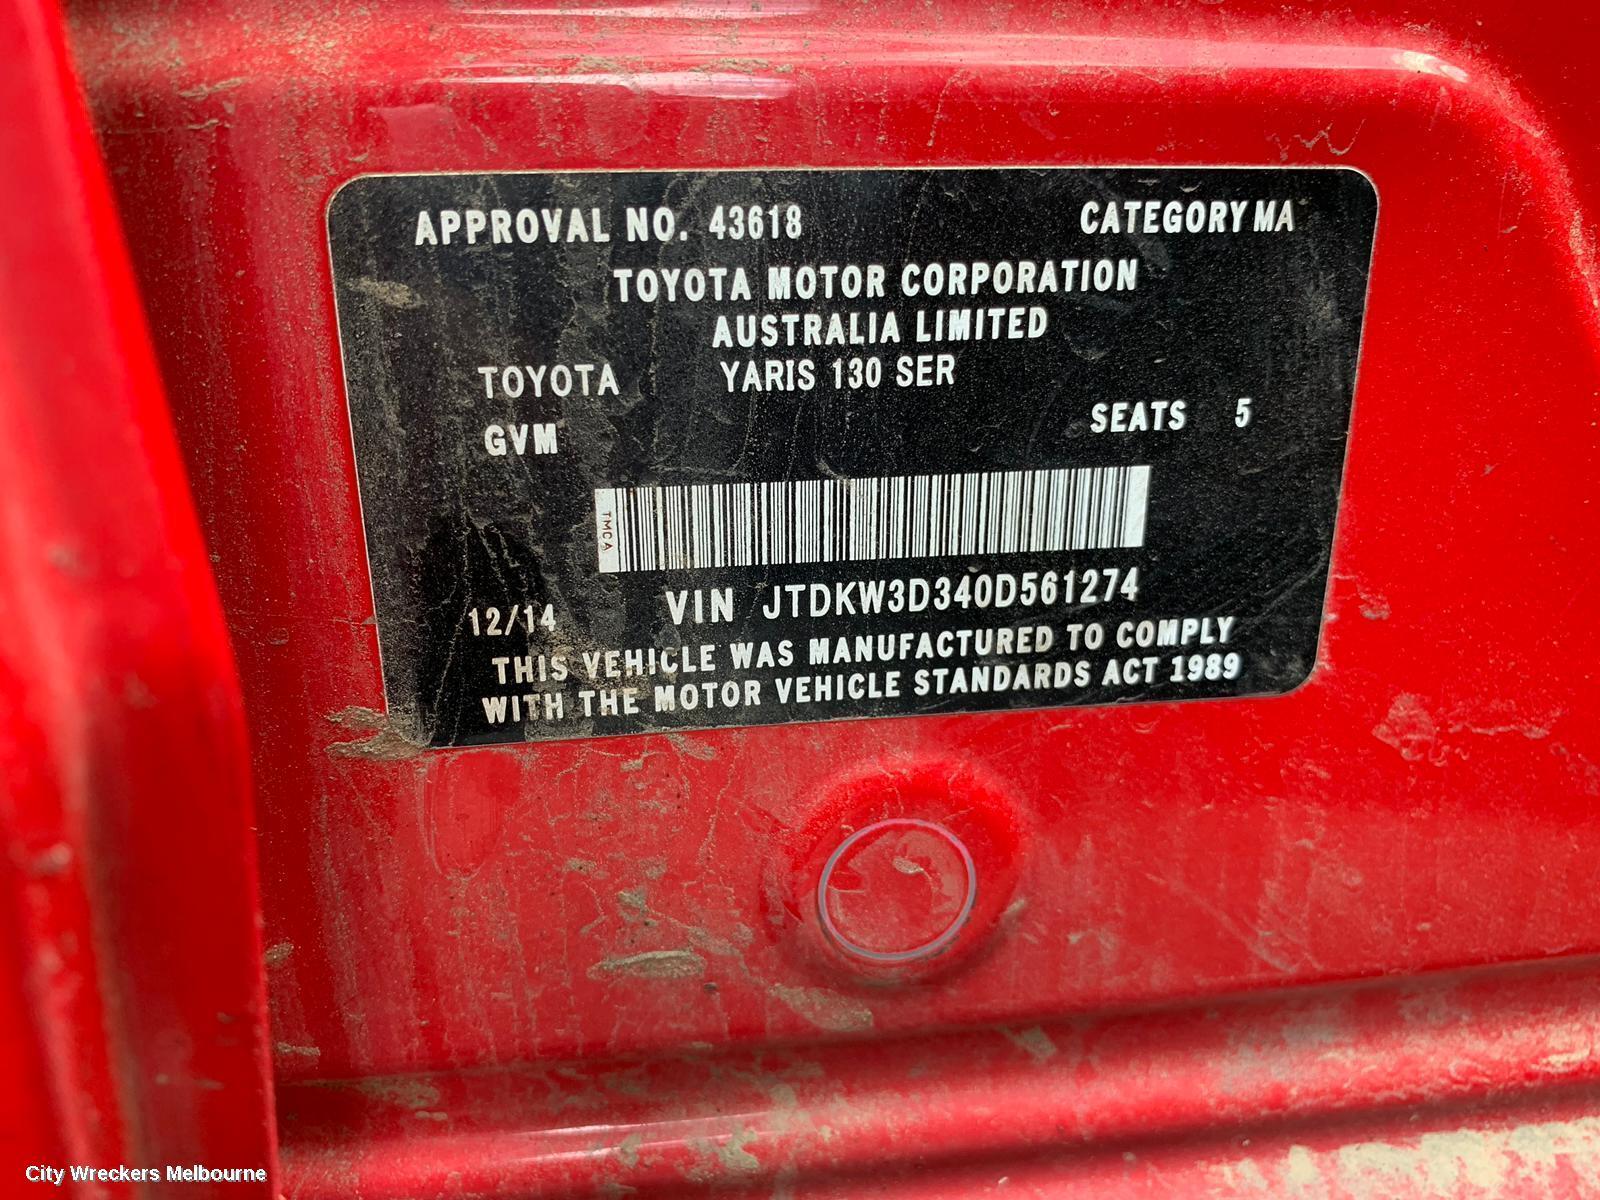 APPROVAL NO. 43618 CATEGORY MA
TOYOTA MOTOR CORPORATION
AUSTRALIA LIMITED
TOYOTA YARIS 130 SER
GVM SEATS 5
TMCA
12/14 VIN JTDKW3D340D561274
THIS VEHICLE WAS MANUFACTURED TO COMPLY
WITH THE MOTOR VEHICLE STANDARDS ACT 1989
City Wreckers Melbourne